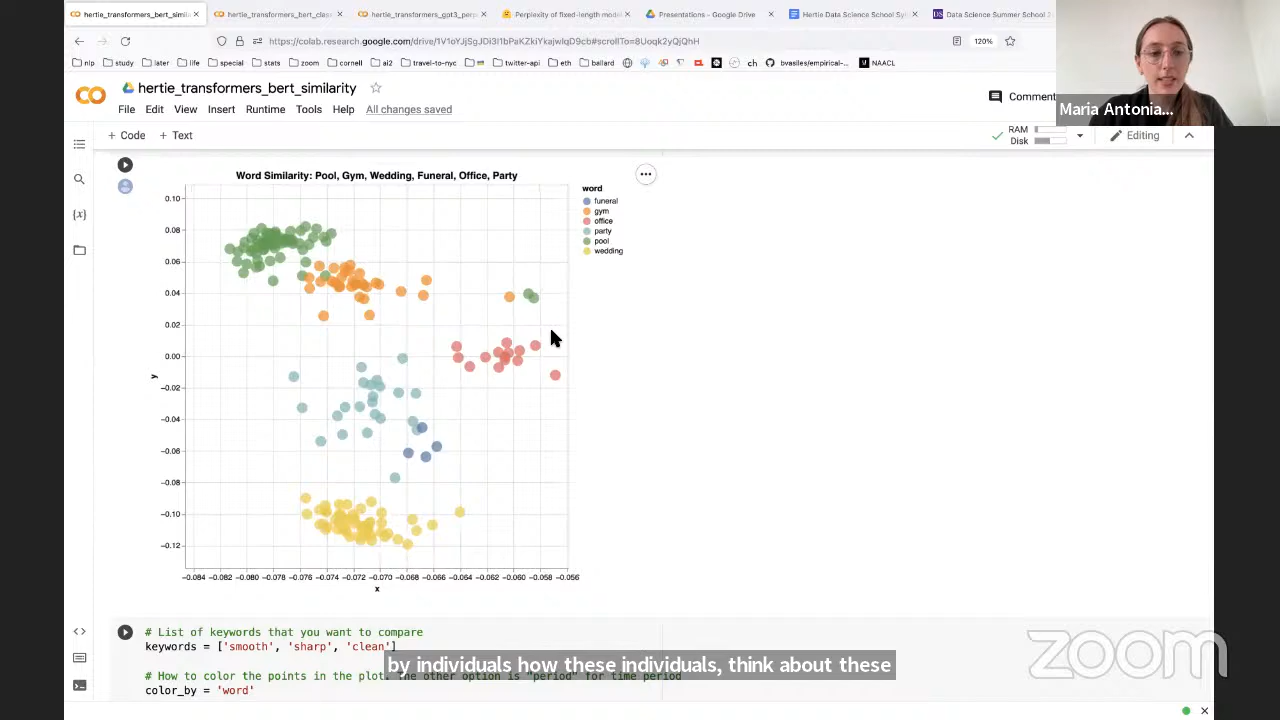 hertie_transformers_bert_simila
hertie_transformers_bert_clas
hertie_transformers_gpt3_perp
Perplexity of fixed-length model
Presentations - Google Drive
Hertie Data Science School Syll
Data Science Summer School 2
https://colab.research.google.com/drive/1V1oYJjSgJDi3I1bPaKZkiYkajwlqD9cb#scrollTo=8Uoqk2yQjQhH
120%
nlp
study
later
life
special
stats
zoom
cornell
ai2
travel-to-nyc
twitter-api
eth
ballard
ch
bvasiles/empirical-...
NAACL
hertie_transformers_bert_similarity
File Edit View Insert Runtime Tools Help All changes saved
Comment
Maria Antonia...
+ Code + Text
RAM
Disk
Editing
Word Similarity: Pool, Gym, Wedding, Funeral, Office, Party
word
funeral
gym
office
party
pool
wedding
0.10
0.08
0.06
0.04
0.02
0.00
−0.02
−0.04
−0.06
−0.08
−0.10
−0.12
y
−0.084 −0.082 −0.080 −0.078 −0.076 −0.074 −0.072 −0.070 −0.068 −0.066 −0.064 −0.062 −0.060 −0.058 −0.056
x
# List of keywords that you want to compare
keywords = ['smooth', 'sharp', 'clean']
by individuals how these individuals, think about these
# How to color the points in the plot. The other option is "period" for time period
color_by = 'word'
zoom